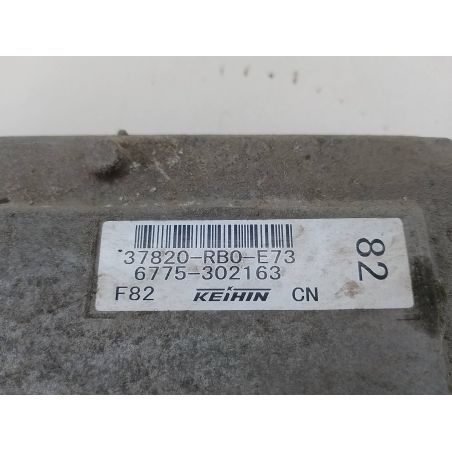 37820-RB0-E73
6775-302163
F82 KEIHIN CN
82